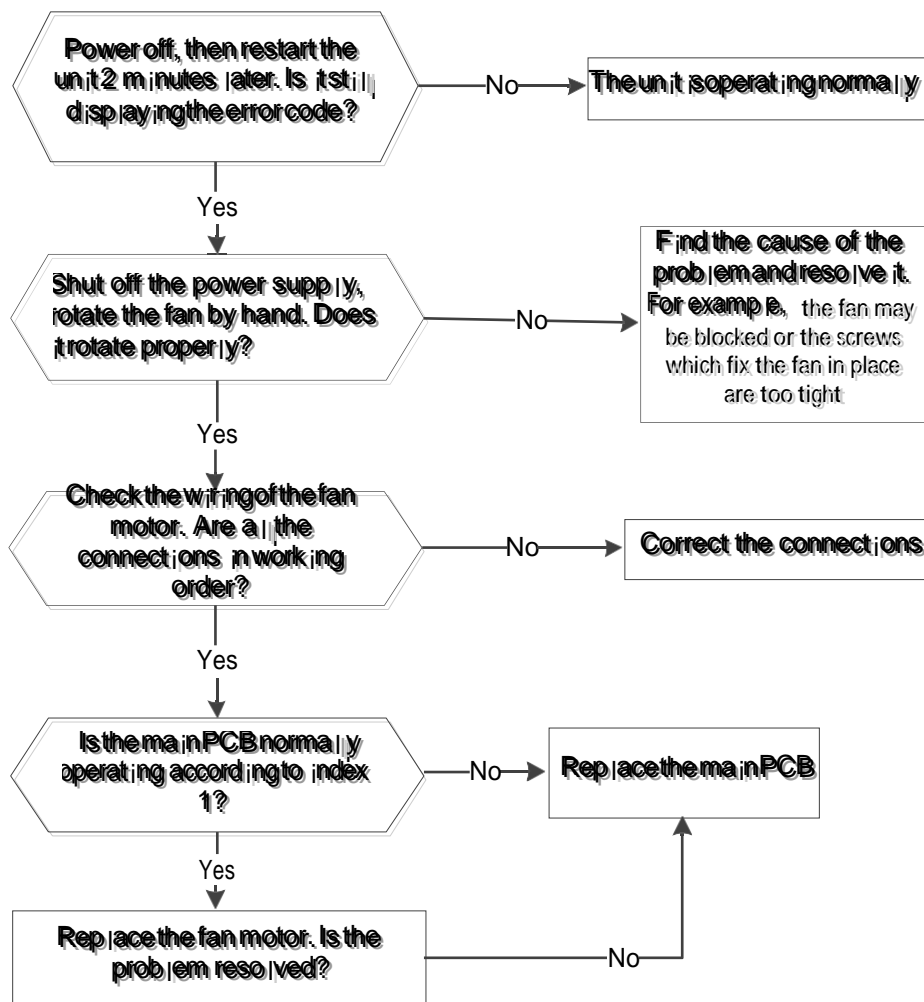 Power off, then restart the
unit 2 minutes later. Is it still
displaying the error code?
No
The unit is operating normally
Yes
Shut off the power supply,
rotate the fan by hand. Does
it rotate properly?
No
Find the cause of the
problem and resolve it.
For example, the fan may
be blocked or the screws
which fix the fan in place
are too tight
Yes
Check the wiring of the fan
motor. Are all the
connections in working
order?
No
Correct the connections
Yes
Is the main PCB normally
operating according to index
1?
No
Replace the main PCB
Yes
Replace the fan motor. Is the
problem resolved?
No